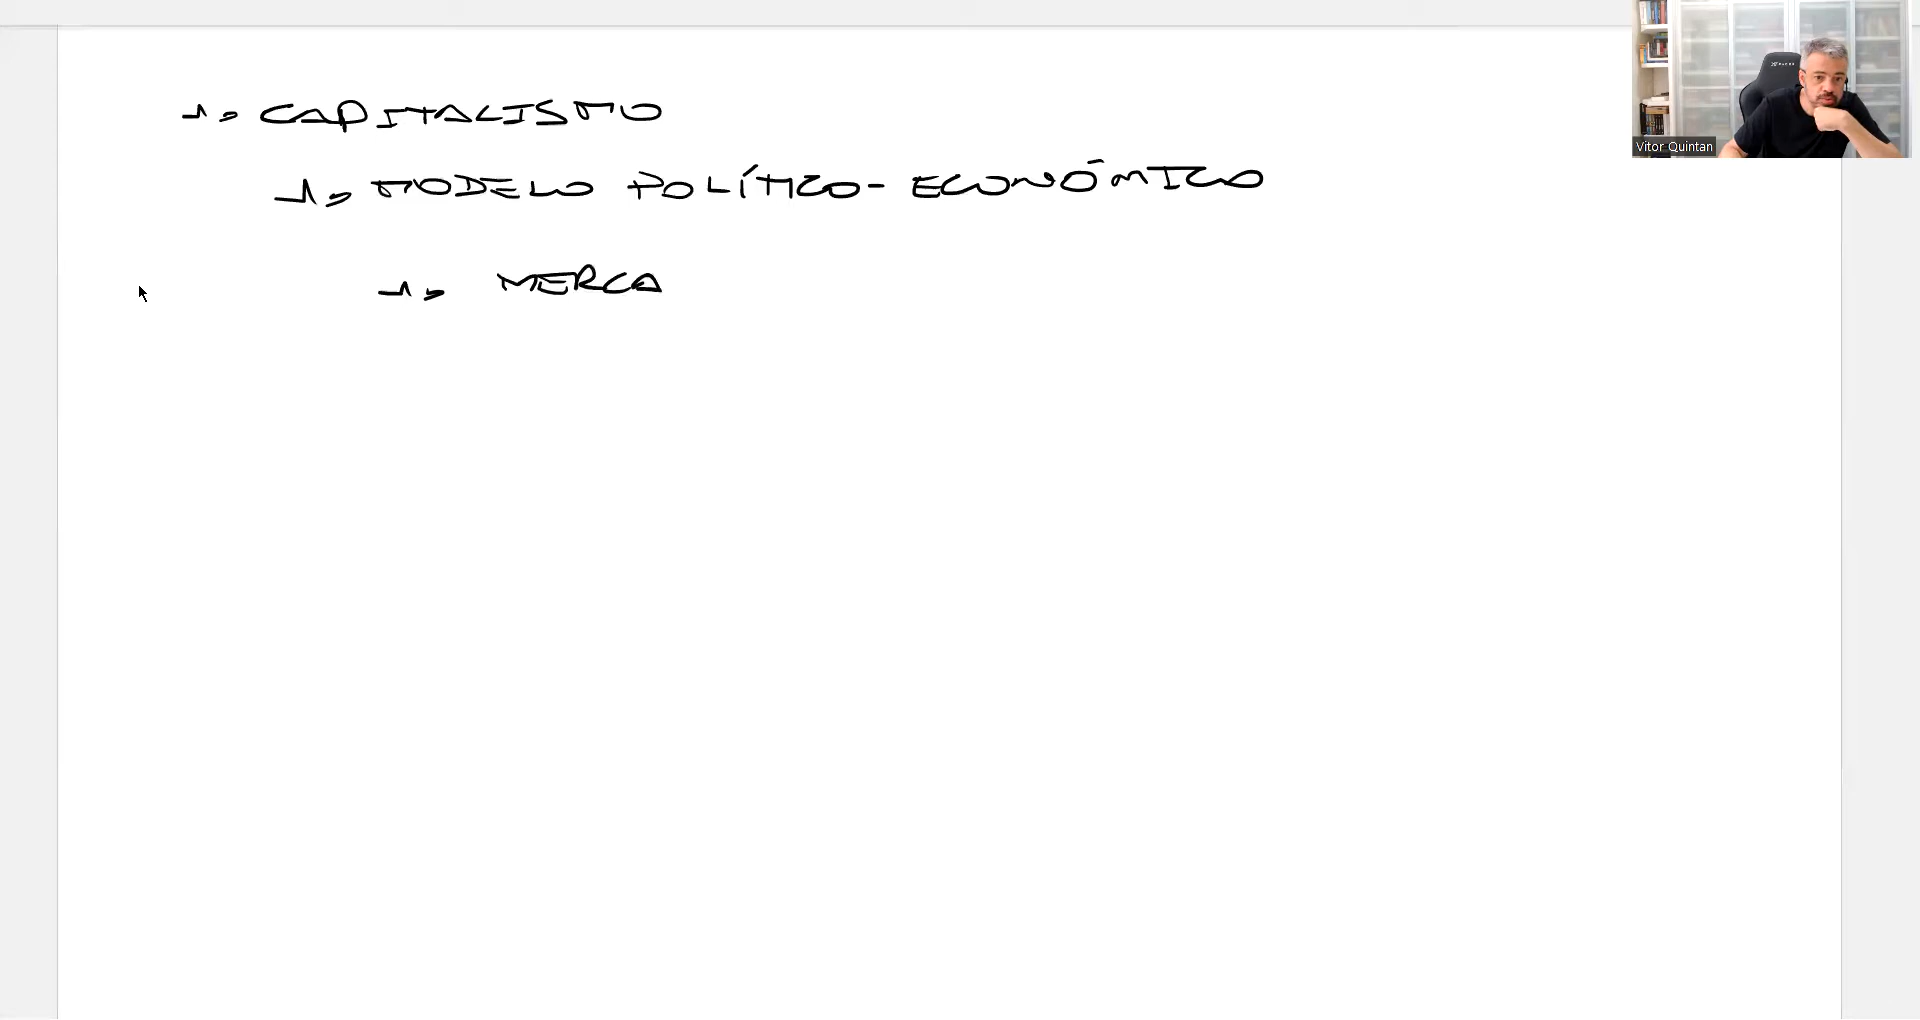 → CAPITALISMO
Vitor Quintan
→ MODELO POLÍTICO-ECONÔMICO
→ MERCA